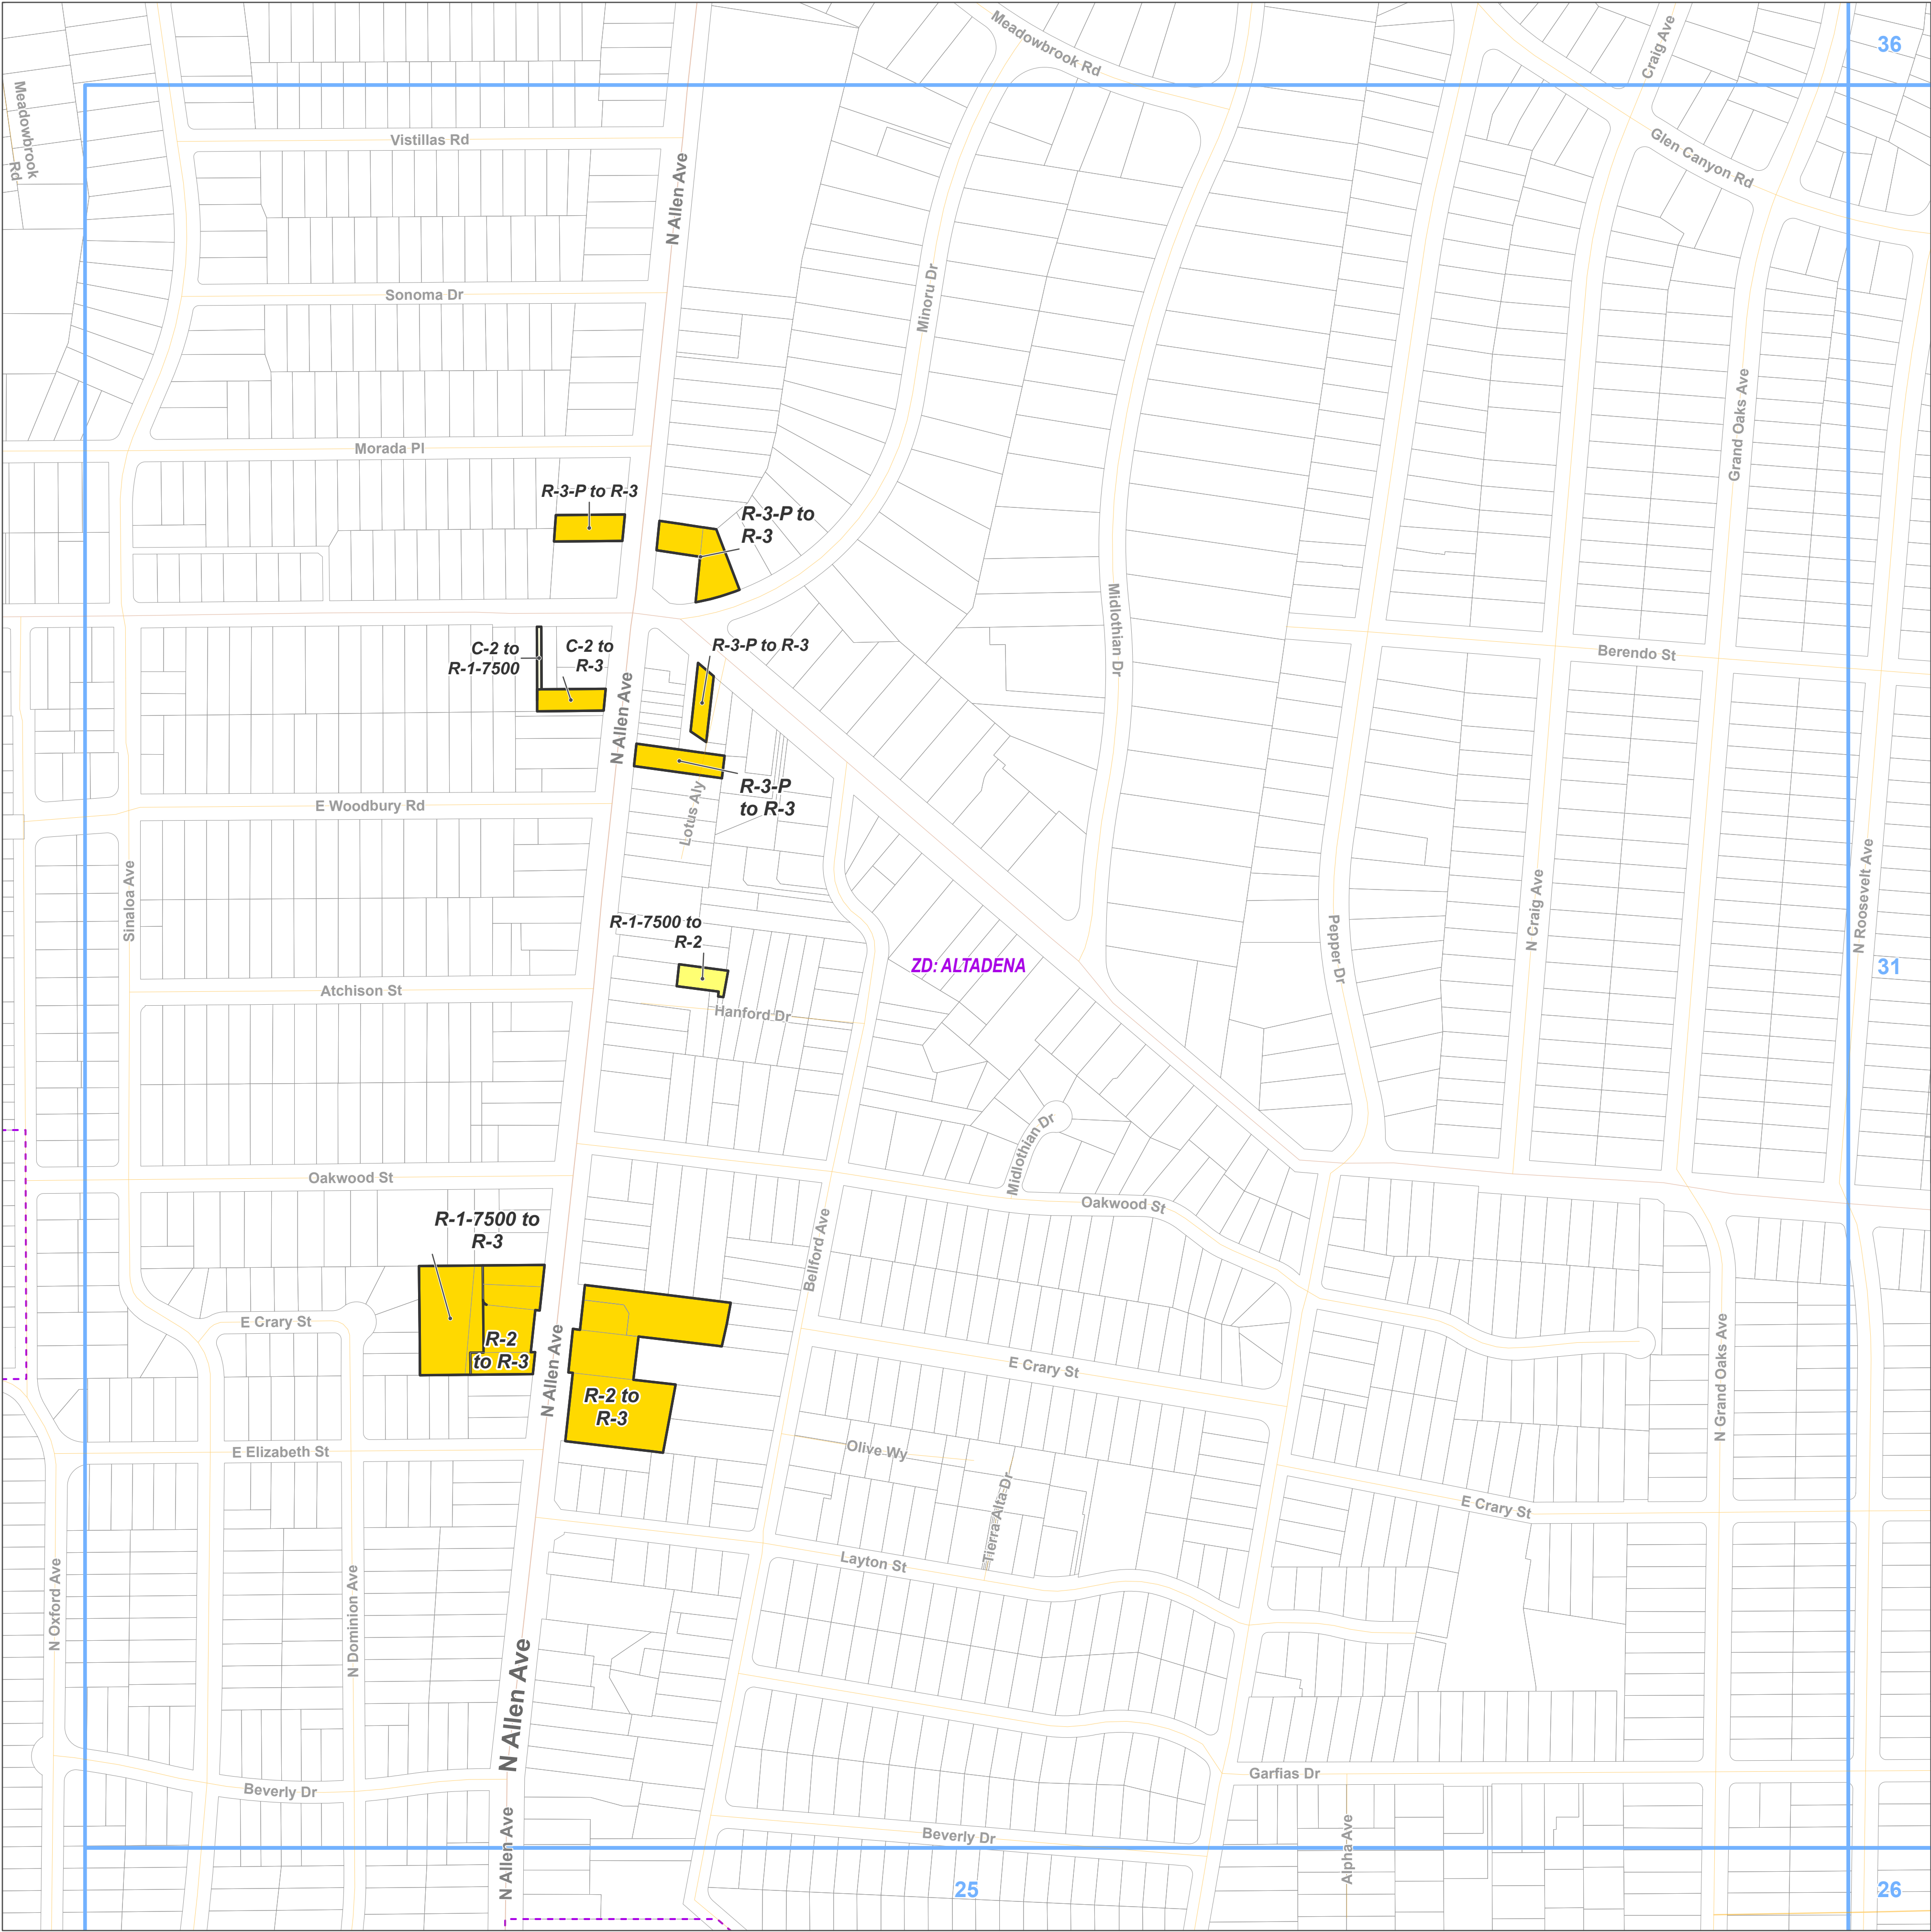 Meadowbrook Rd
Craig Ave
36
Meadowbrook
Rd
Vistillas Rd
Glen Canyon Rd
N Allen Ave
Sonoma Dr
Minoru Dr
Grand Oaks Ave
Morada Pl
R-3-P to R-3
R-3-P to
R-3
Midlothian Dr
C-2 to
R-1-7500
C-2 to
R-3
R-3-P to R-3
Berendo St
N Allen Ave
R-3-P
to R-3
E Woodbury Rd
Lotus Aly
Sinaloa Ave
N Craig Ave
N Roosevelt Ave
R-1-7500 to
R-2
Pepper Dr
ZD: ALTADENA
31
Atchison St
Hanford Dr
Midlothian Dr
Oakwood St
Oakwood St
R-1-7500 to
R-3
Bellford Ave
E Crary St
R-2
to R-3
N Allen Ave
E Crary St
N Grand Oaks Ave
R-2 to
R-3
E Elizabeth St
Olive Wy
Tierra Alta Dr
E Crary St
Layton St
N Oxford Ave
N Dominion Ave
N Allen Ave
Garfias Dr
Beverly Dr
Beverly Dr
Alpha Ave
N Allen Ave
25
26